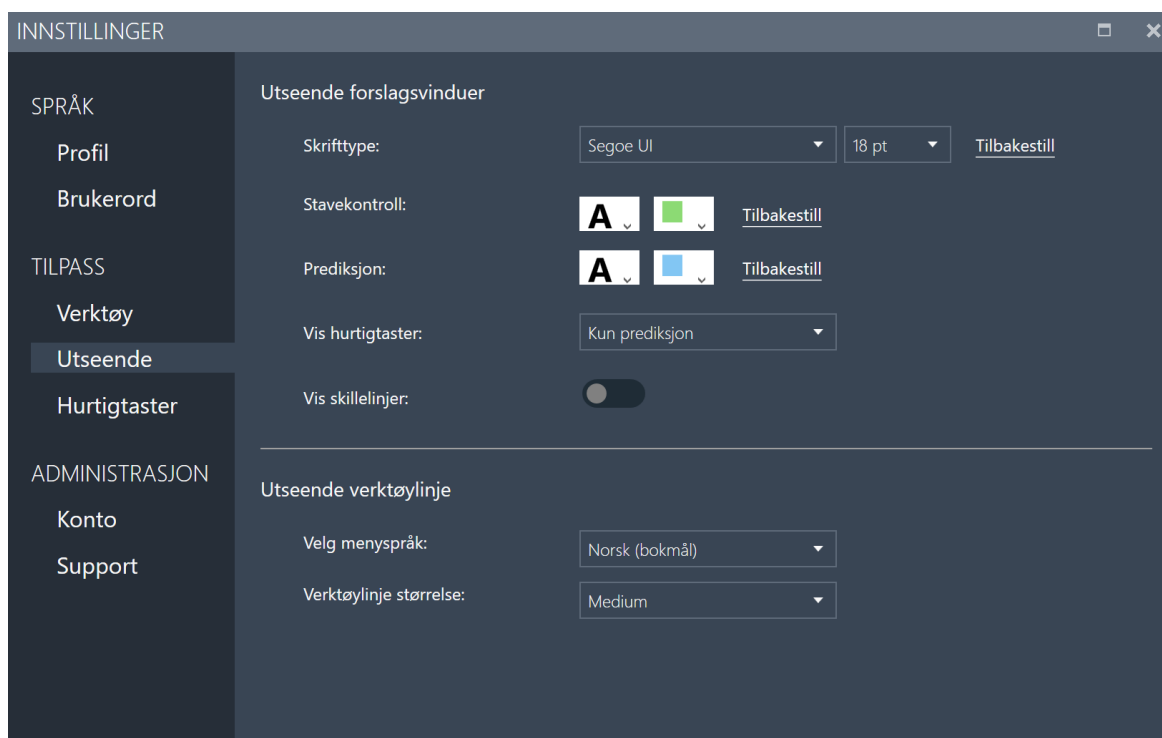 INNSTILLINGER
SPRÅK
Profil
Brukerord
TILPASS
Verktøy
Utseende
Hurtigtaster
ADMINISTRASJON
Konto
Support
Utseende forslagsvinduer
Skrifttype: Segoe UI 18 pt Tilbakestill
Stavekontroll: A Tilbakestill
Prediksjon: A Tilbakestill
Vis hurtigtaster: Kun prediksjon
Vis skillelinjer:
Utseende verktøylinje
Velg menyspråk: Norsk (bokmål)
Verktøylinje størrelse: Medium